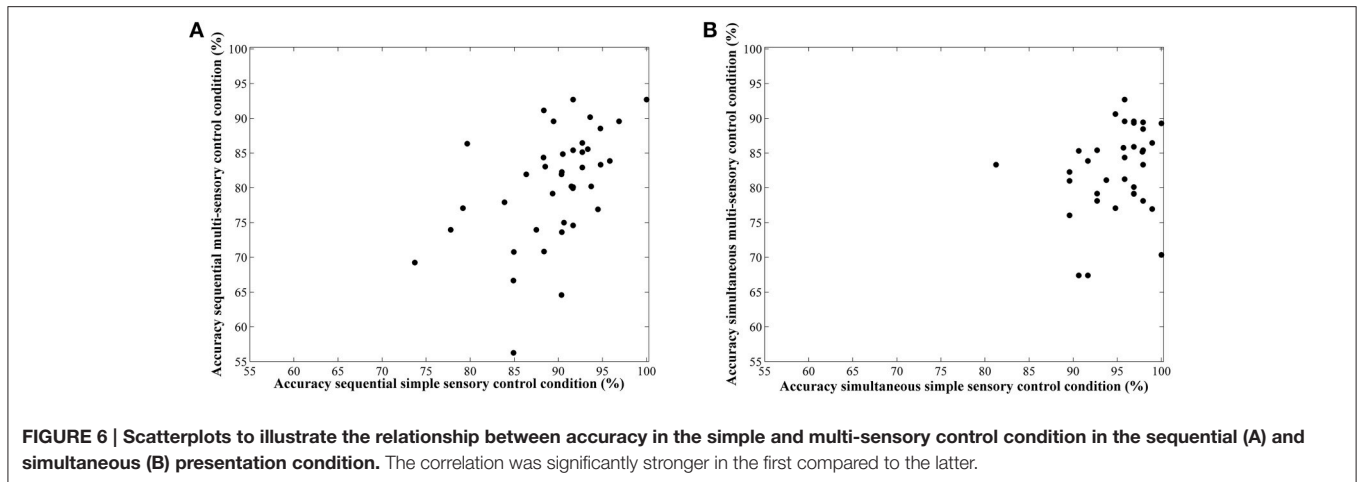 A
B
Accuracy sequential multi-sensory control condition (%)
100
95
90
85
80
75
70
65
60
55
55 60 65 70 75 80 85 90 95 100
Accuracy sequential simple sensory control condition (%)
Accuracy simultaneous multi-sensory control condition (%)
100
95
90
85
80
75
70
65
60
55
55 60 65 70 75 80 85 90 95 100
Accuracy simultaneous simple sensory control condition (%)
FIGURE 6 | Scatterplots to illustrate the relationship between accuracy in the simple and multi-sensory control condition in the sequential (A) and
simultaneous (B) presentation condition. The correlation was significantly stronger in the first compared to the latter.